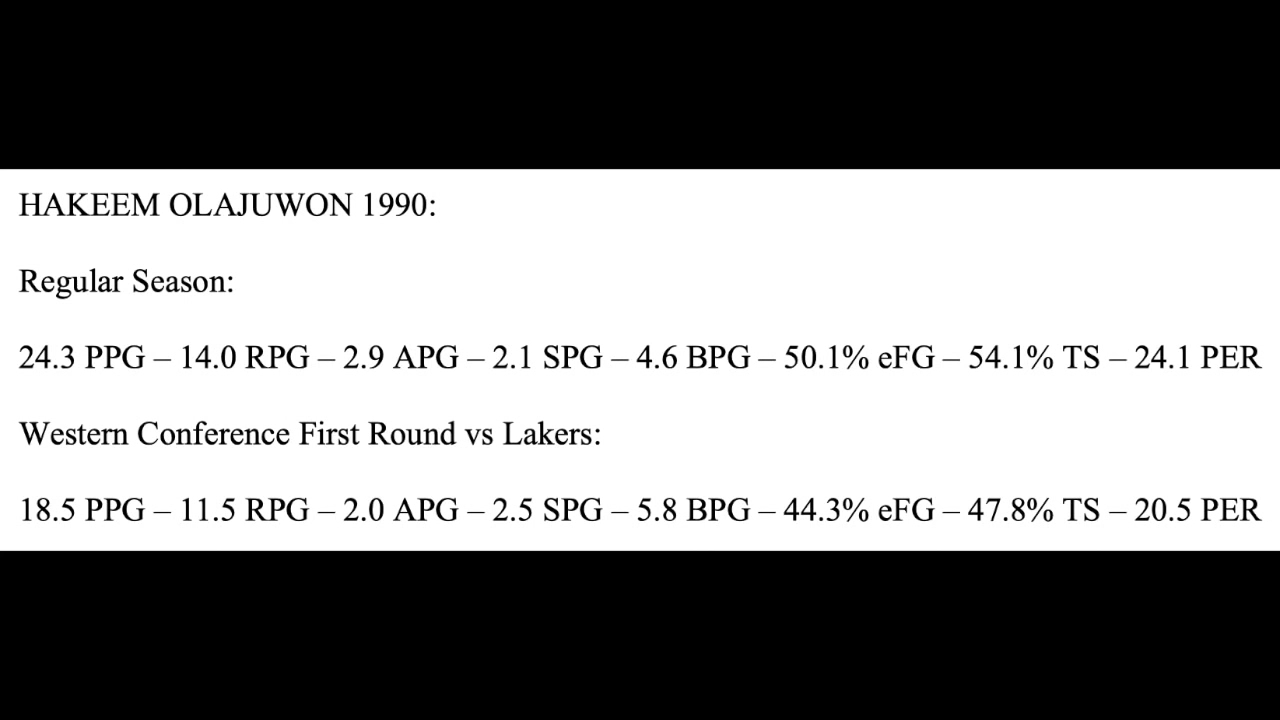 HAKEEM OLAJUWON 1990:
Regular Season:
24.3 PPG – 14.0 RPG – 2.9 APG – 2.1 SPG – 4.6 BPG – 50.1% eFG – 54.1% TS – 24.1 PER
Western Conference First Round vs Lakers:
18.5 PPG – 11.5 RPG – 2.0 APG – 2.5 SPG – 5.8 BPG – 44.3% eFG – 47.8% TS – 20.5 PER